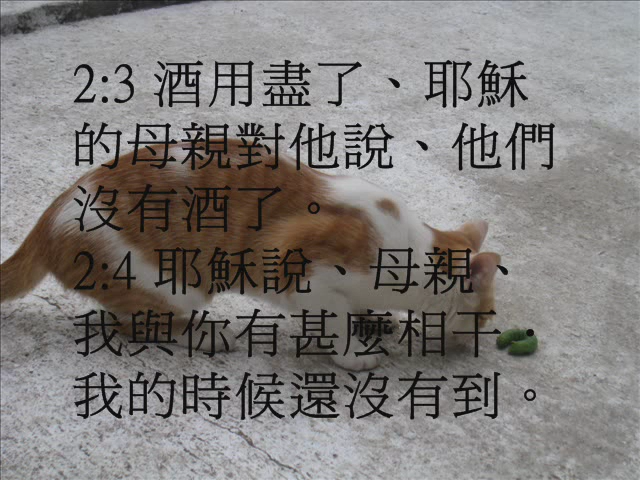 2:3 酒用盡了、耶穌
的母親對他說、他們
沒有酒了。
2:4 耶穌說、母親、
我與你有甚麼相干．
我的時候還沒有到。